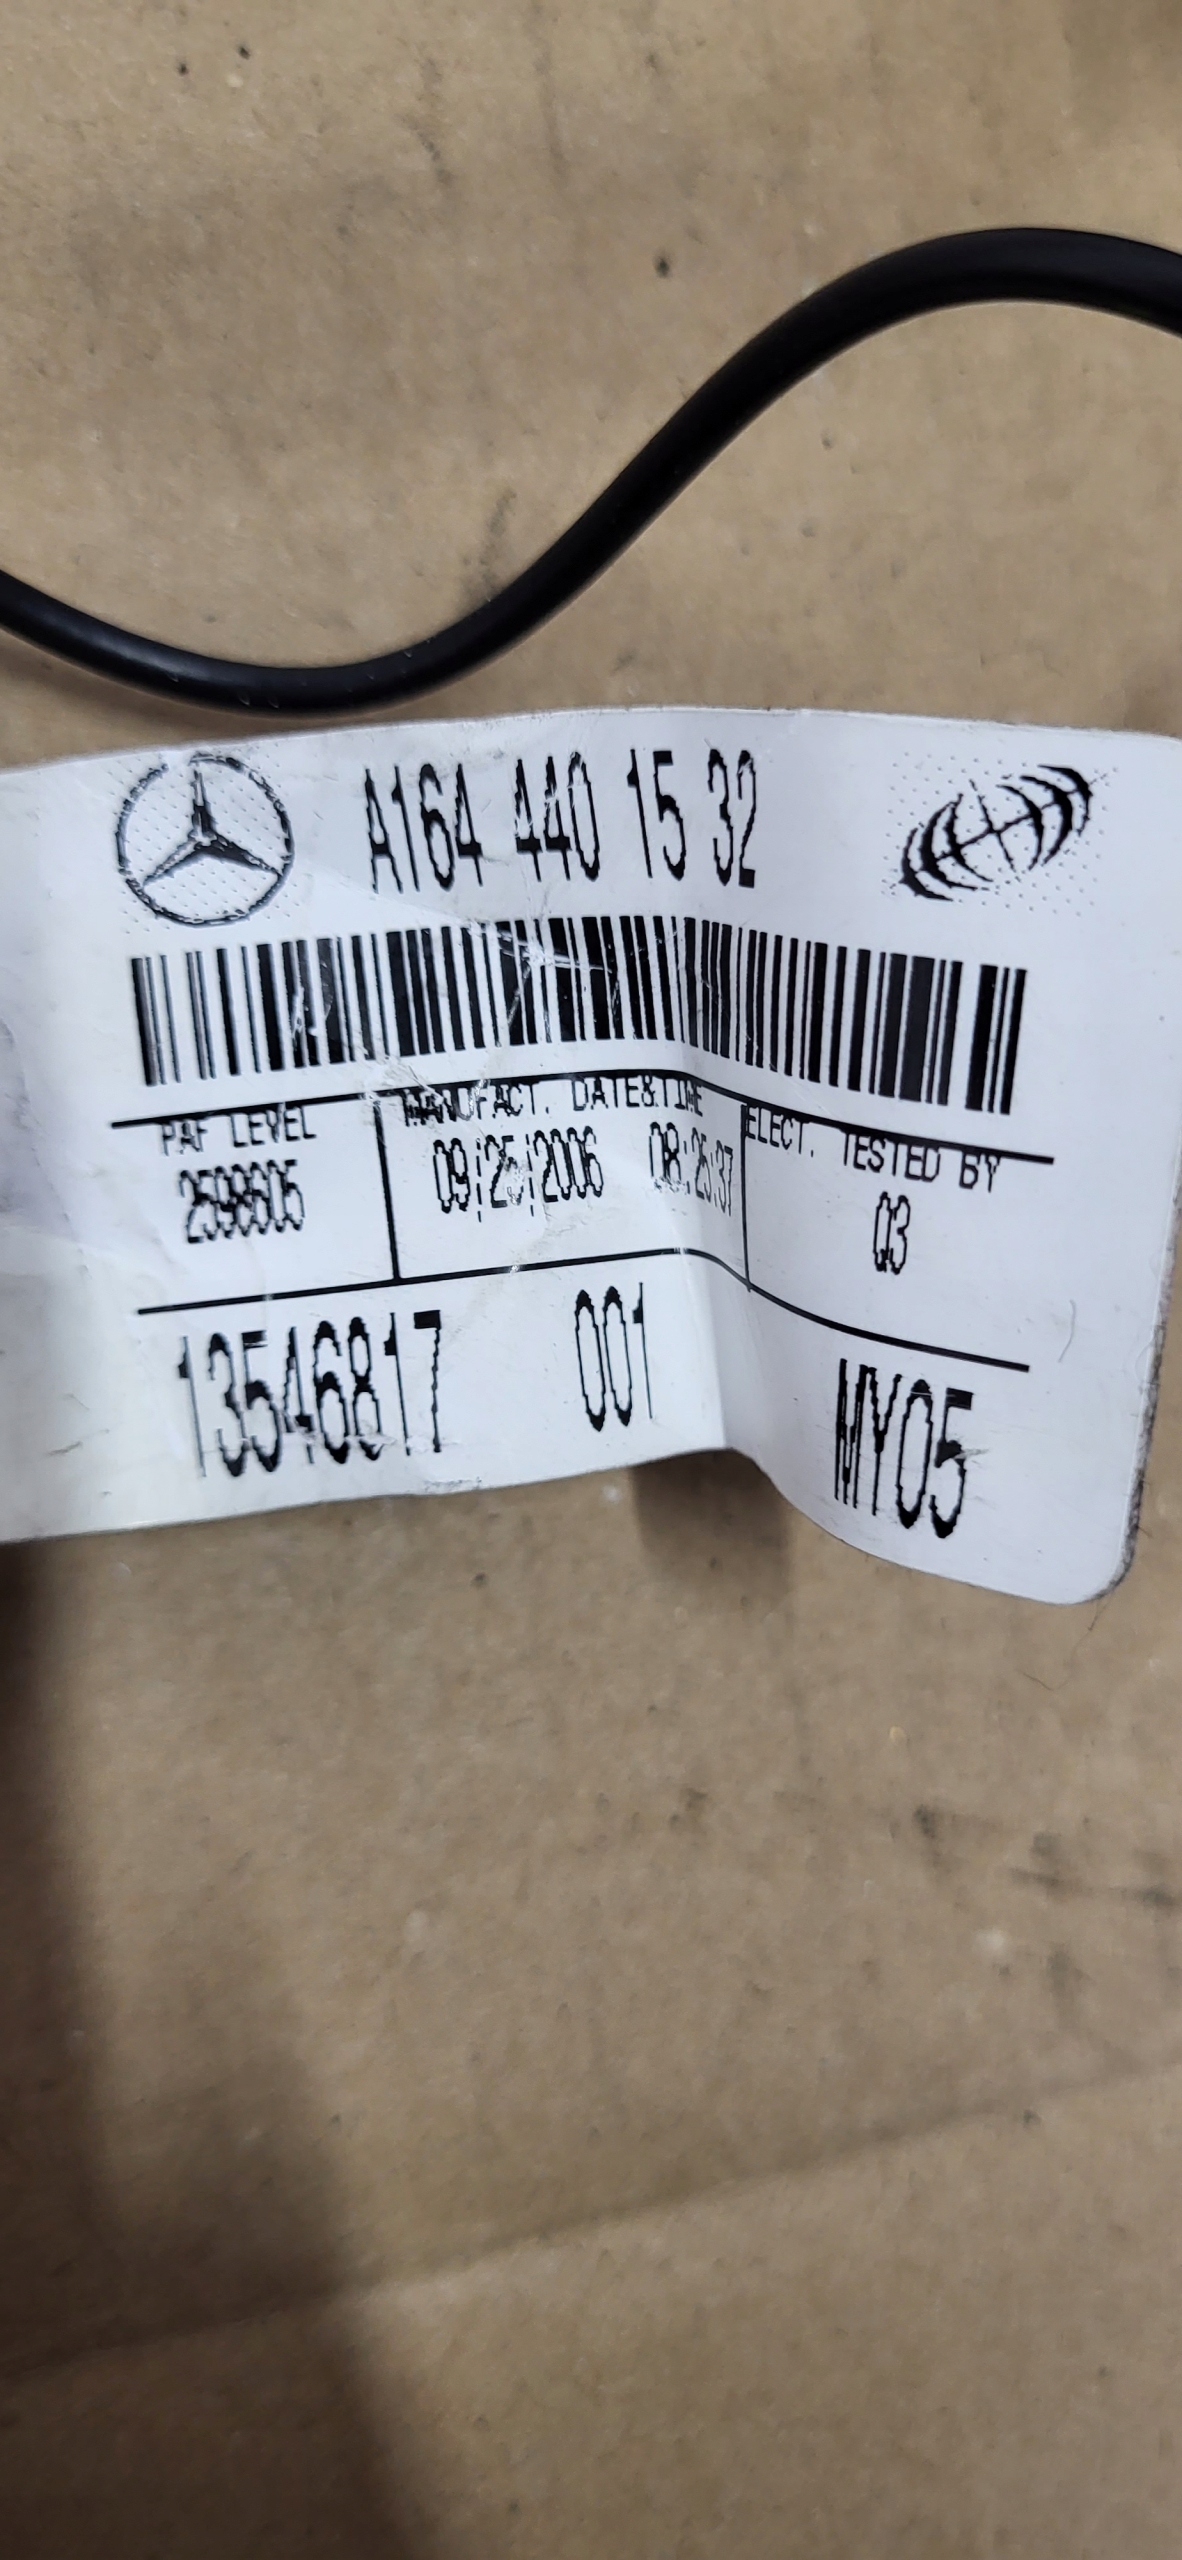 A164 440 15 32
PAF LEVEL MANUFACT. DATE&TIME ELECT. TESTED BY
2598605 09|25|2006 08:25:37 Q3
13546817 001 MY05